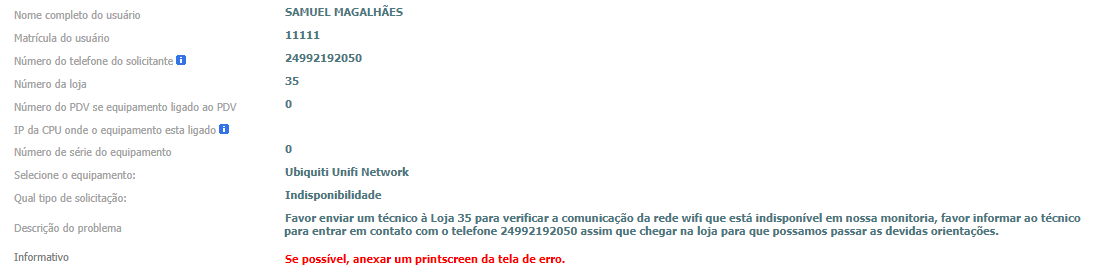 Nome completo do usuário SAMUEL MAGALHÃES
Matrícula do usuário 11111
Número do telefone do solicitante 24992192050
Número da loja 35
Número do PDV se equipamento ligado ao PDV 0
IP da CPU onde o equipamento esta ligado
Número de série do equipamento 0
Selecione o equipamento: Ubiquiti Unifi Network
Qual tipo de solicitação: Indisponibilidade
Descrição do problema Favor enviar um técnico à Loja 35 para verificar a comunicação da rede wifi que está indisponível em nossa monitoria, favor informar ao técnico
para entrar em contato com o telefone 24992192050 assim que chegar na loja para que possamos passar as devidas orientações.
Informativo Se possível, anexar um printscreen da tela de erro.